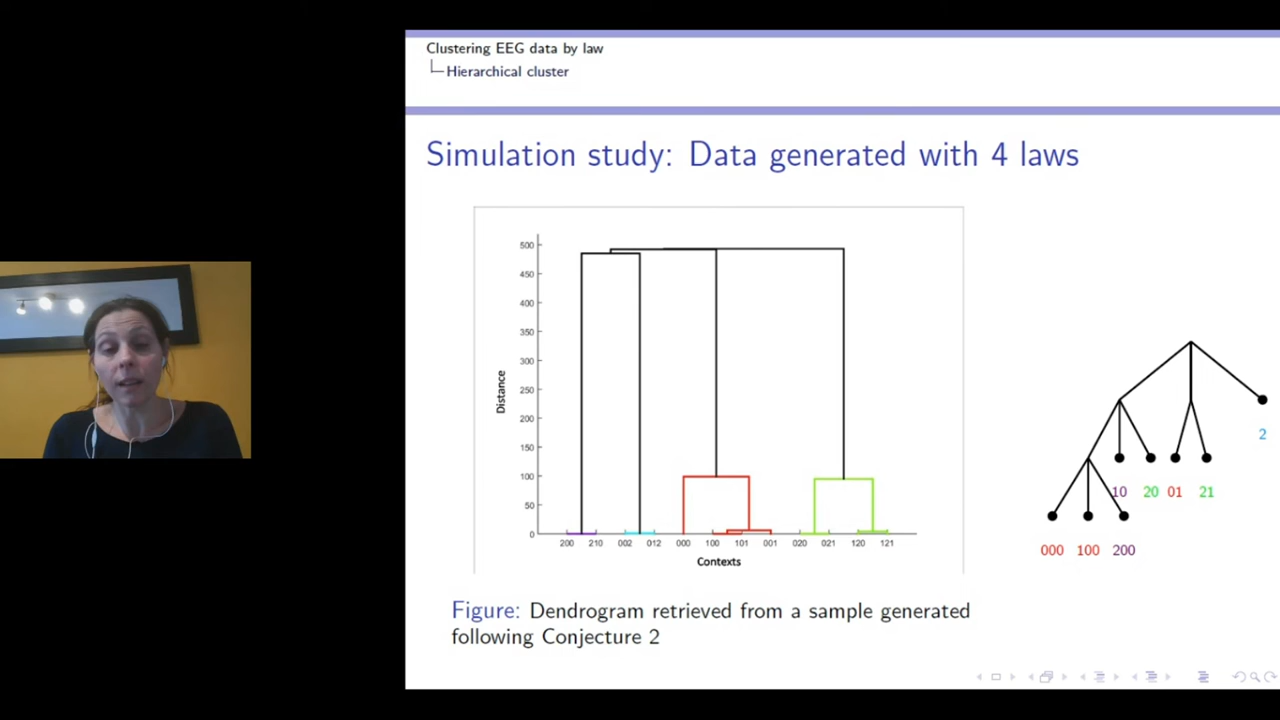 Clustering EEG data by law
Hierarchical cluster
Simulation study: Data generated with 4 laws
500
450
400
350
300
250
200
150
100
50
0
Distance
200 210 002 012 000 100 101 001 020 021 120 121
Contexts
2
10 20 01 21
000 100 200
Figure: Dendrogram retrieved from a sample generated
following Conjecture 2